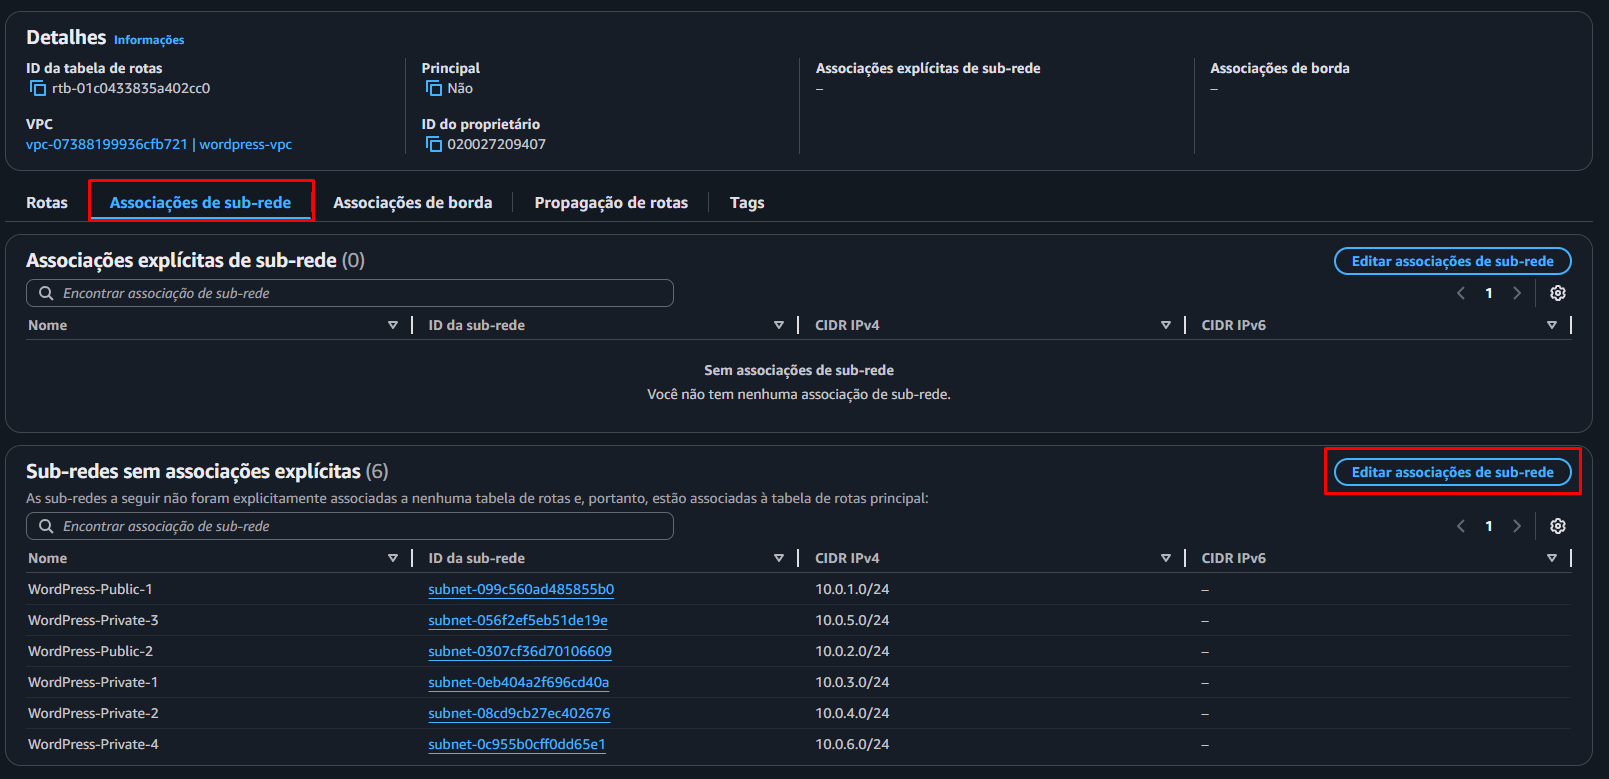 Detalhes Informações
ID da tabela de rotas
rtb-01c0433835a402cc0
VPC
vpc-07388199936cfb721 | wordpress-vpc
Principal
Não
ID do proprietário
020027209407
Associações explícitas de sub-rede
–
Associações de borda
–
Rotas Associações de sub-rede Associações de borda Propagação de rotas Tags
Associações explícitas de sub-rede (0) Editar associações de sub-rede
Encontrar associação de sub-rede 1
Nome ID da sub-rede CIDR IPv4 CIDR IPv6
Sem associações de sub-rede
Você não tem nenhuma associação de sub-rede.
Sub-redes sem associações explícitas (6) Editar associações de sub-rede
As sub-redes a seguir não foram explicitamente associadas a nenhuma tabela de rotas e, portanto, estão associadas à tabela de rotas principal:
Encontrar associação de sub-rede 1
Nome ID da sub-rede CIDR IPv4 CIDR IPv6
WordPress-Public-1 subnet-099c560ad485855b0 10.0.1.0/24 –
WordPress-Private-3 subnet-056f2ef5eb51de19e 10.0.5.0/24 –
WordPress-Public-2 subnet-0307cf36d70106609 10.0.2.0/24 –
WordPress-Private-1 subnet-0eb404a2f696cd40a 10.0.3.0/24 –
WordPress-Private-2 subnet-08cd9cb27ec402676 10.0.4.0/24 –
WordPress-Private-4 subnet-0c955b0cff0dd65e1 10.0.6.0/24 –